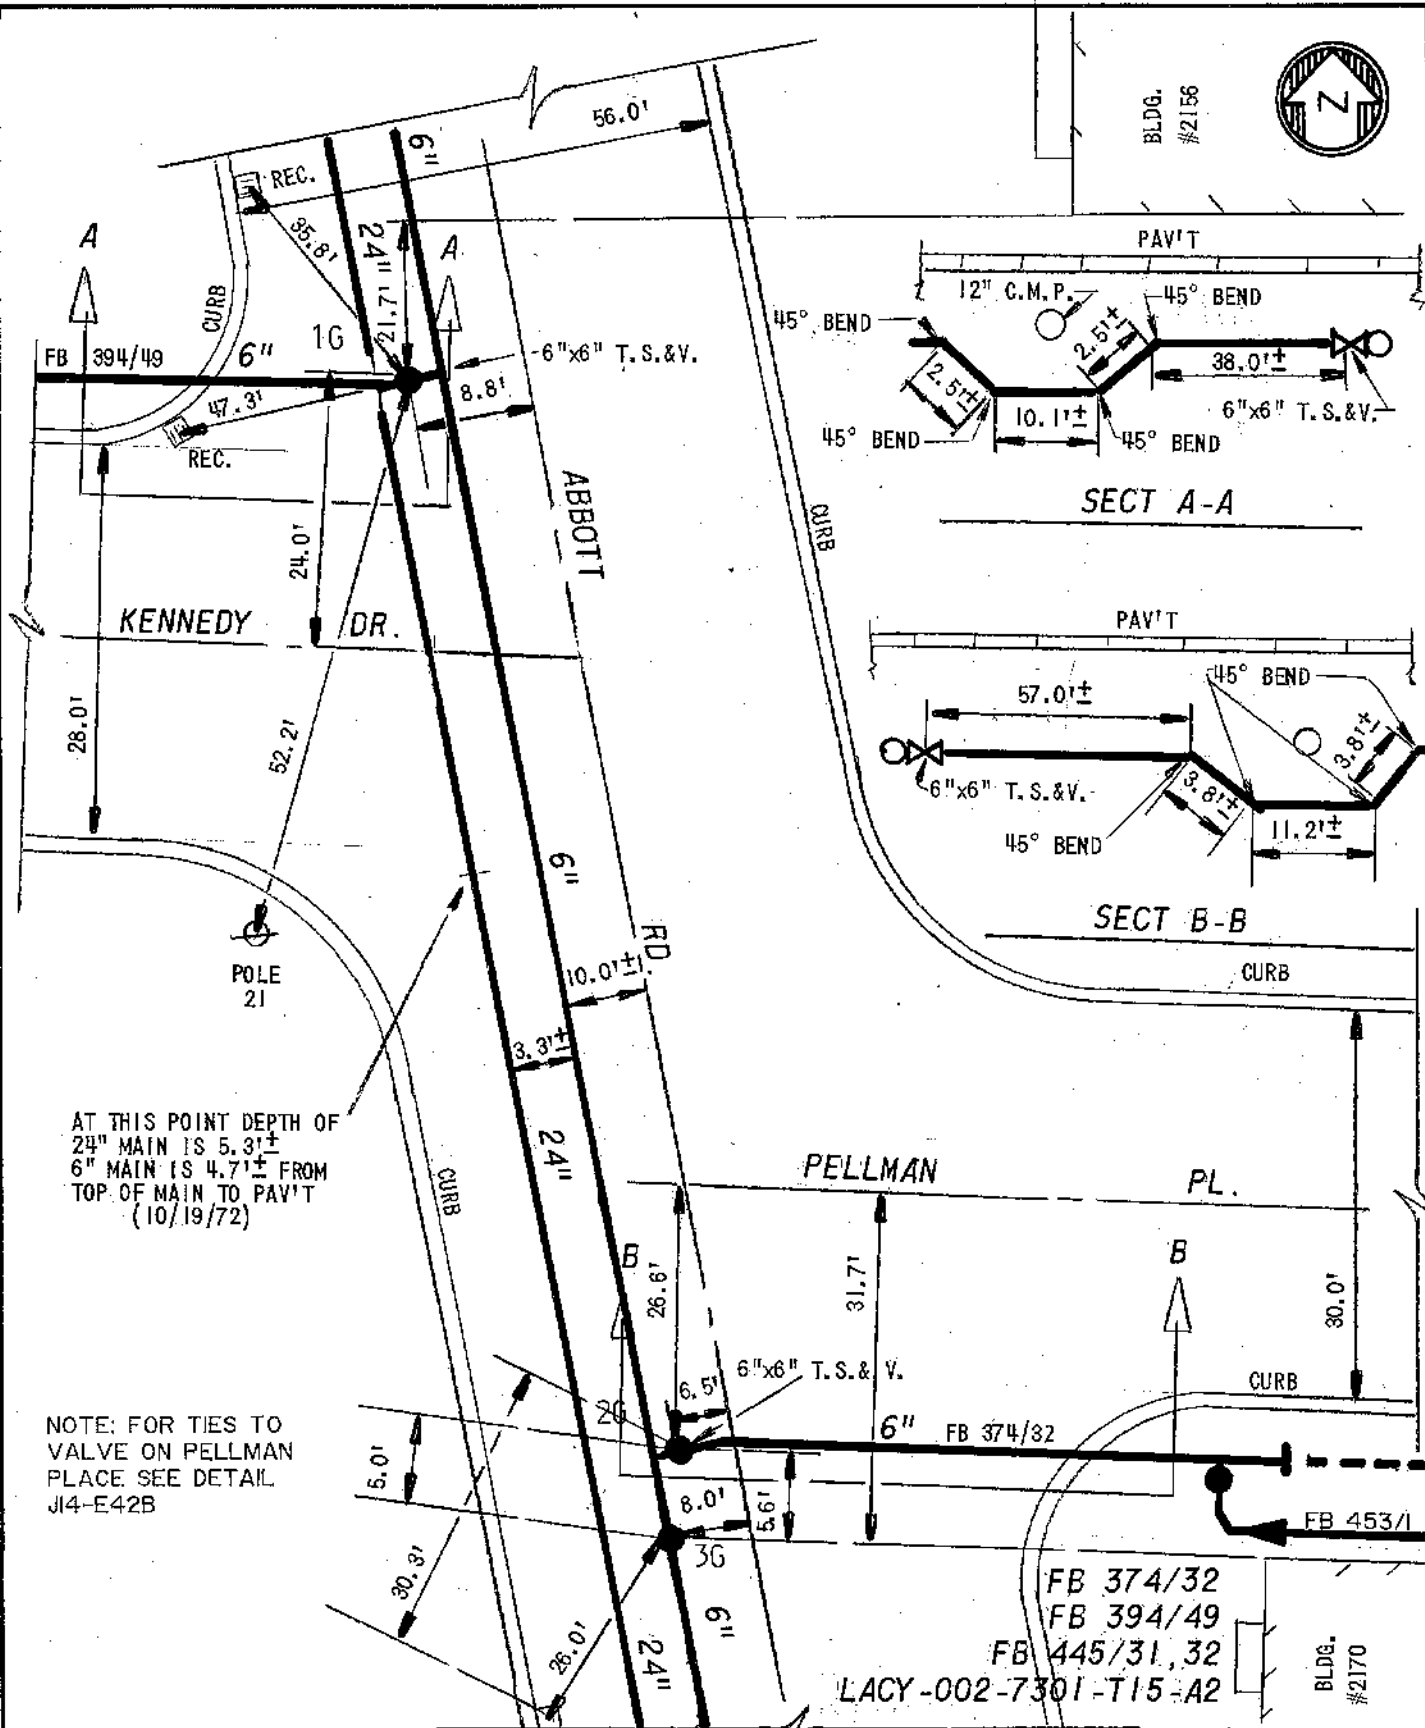 56.0'
BLDG.
#2156
Z
6"
REC.
35.8'
24"
21.7'
A
A
CURB
1G
FB 394/49
6"
6"x6" T.S.&V.
8.8'
47.3'
REC.
24.0'
ABBOTT
CURB
PAV'T
12" C.M.P.
45° BEND
45° BEND
2.5'±
2.5'±
38.0'±
10.1'±
6"x6" T.S.&V.
45° BEND
45° BEND
SECT A-A
KENNEDY DR.
28.0'
52.2'
PAV'T
45° BEND
57.0'±
3.8'±
3.8'±
6"x6" T.S.&V.
45° BEND
11.2'±
SECT B-B
CURB
6"
RD.
10.0'±
POLE
21
3.3'±
24"
AT THIS POINT DEPTH OF
24" MAIN IS 5.3'±
6" MAIN IS 4.7'± FROM
TOP OF MAIN TO PAV'T
(10/19/72)
CURB
PELLMAN PL.
B
B
26.6'
31.7'
30.0'
6"x6" T.S.& V.
6.5'
2G
6"
FB 374/32
CURB
NOTE: FOR TIES TO
VALVE ON PELLMAN
PLACE SEE DETAIL
J14-E42B
5.0'
8.0'
5.6'
3G
FB 453/1
30.3'
26.0'
6"
24"
FB 374/32
FB 394/49
FB 445/31,32
LACY-002-7301-T15-A2
BLDG.
#2170